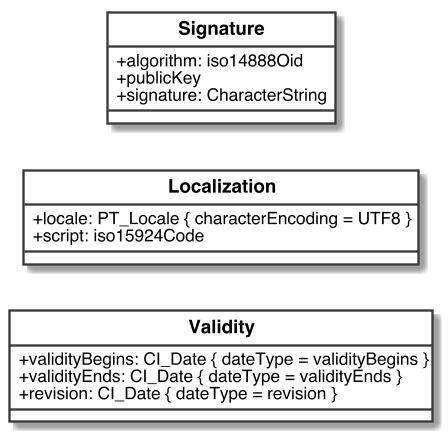 Signature
+algorithm: iso14888Oid
+publicKey
+signature: CharacterString
Localization
+locale: PT_Locale { characterEncoding = UTF8 }
+script: iso15924Code
Validity
+validityBegins: CI_Date { dateType = validityBegins }
+validityEnds: CI_Date { dateType = validityEnds }
+revision: CI_Date { dateType = revision }